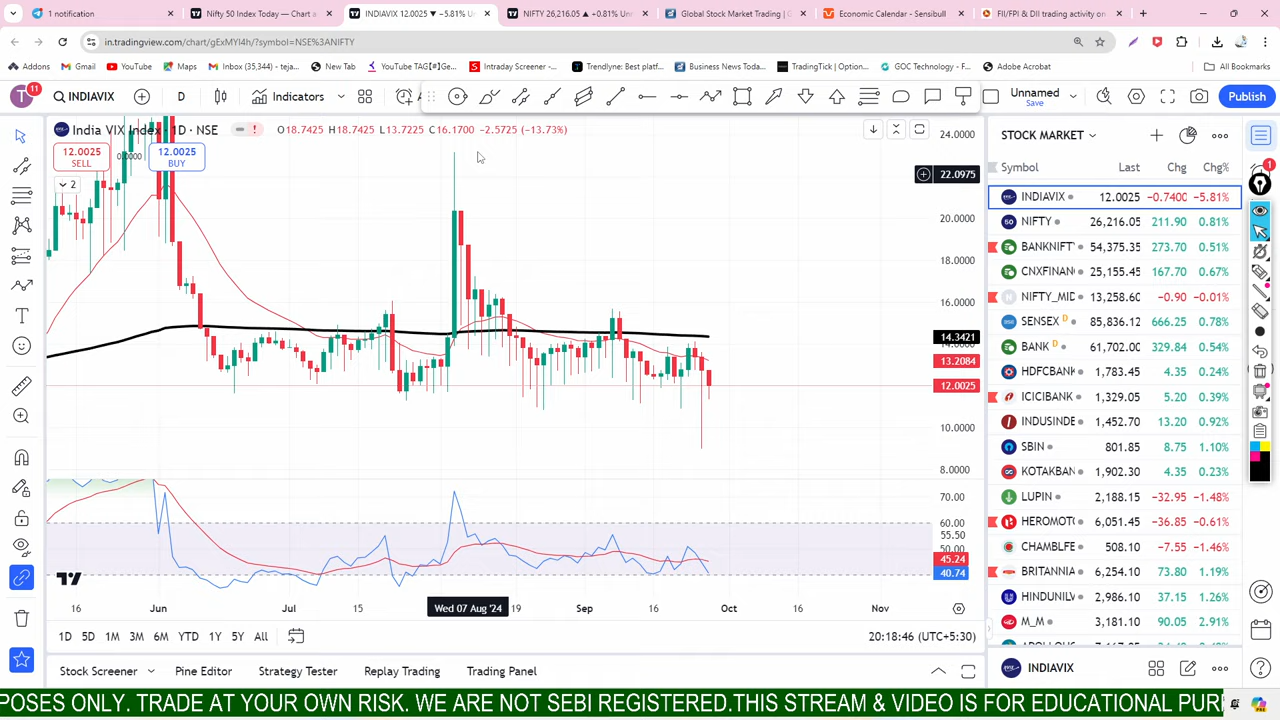 1 notification
Nifty 50 Index Today — Chart a
INDIAVIX 12.0025 ▼ −5.81% Un
NIFTY 26,216.05 ▲ +0.81% Un
Global Stock Market Trading | G
Economic Calendar - Sensibull
FII/FPI & DII trading activity on
in.tradingview.com/chart/gExMYl4h/?symbol=NSE%3ANIFTY
Addons
Gmail
YouTube
Maps
Inbox (35,344) - teja...
New Tab
YouTube TAG【★】Ge...
Intraday Screener -...
Trendlyne: Best platf...
Business News Today...
TradingTick | Option...
GOC Technology - F...
Adobe Acrobat
All Bookmarks
T 11
INDIAVIX
D
Indicators
Unnamed
Save
Publish
India VIX Index · 1D · NSE
O18.7425 H18.7425 L13.7225 C16.1700 −2.5725 (−13.73%)
12.0025
SELL
0.0000
12.0025
BUY
2
24.0000
22.0975
20.0000
18.0000
16.0000
14.3421
14.0000
13.2084
12.0025
10.0000
8.0000
70.00
60.00
55.50
50.00
45.24
40.74
16
Jun
Jul
15
Wed 07 Aug '24
19
Sep
16
Oct
16
Nov
1D 5D 1M 3M 6M YTD 1Y 5Y All
20:18:46 (UTC+5:30)
Stock Screener
Pine Editor
Strategy Tester
Replay Trading
Trading Panel
STOCK MARKET
Symbol Last Chg Chg%
INDIAVIX 12.0025 −0.7400 −5.81%
NIFTY 26,216.05 211.90 0.81%
BANKNIFTY 54,375.35 273.70 0.51%
CNXFINAN 25,155.45 167.70 0.67%
NIFTY_MID 13,258.60 −0.90 −0.01%
SENSEX D 85,836.12 666.25 0.78%
BANK D 61,702.00 329.84 0.54%
HDFCBANK 1,783.45 4.35 0.24%
ICICIBANK 1,329.05 5.20 0.39%
INDUSINDE 1,452.70 13.20 0.92%
SBIN 801.85 8.75 1.10%
KOTAKBAN 1,902.30 4.35 0.23%
LUPIN 2,188.15 −32.95 −1.48%
HEROMOTO 6,051.45 −36.85 −0.61%
CHAMBLFE 508.10 −7.55 −1.46%
BRITANNIA 6,254.10 73.80 1.19%
HINDUNILV 2,986.10 37.15 1.26%
M_M 3,181.10 90.05 2.91%
INDIAVIX
1
POSES ONLY. TRADE AT YOUR OWN RISK. WE ARE NOT SEBI REGISTERED.THIS STREAM & VIDEO IS FOR EDUCATIONAL PUR